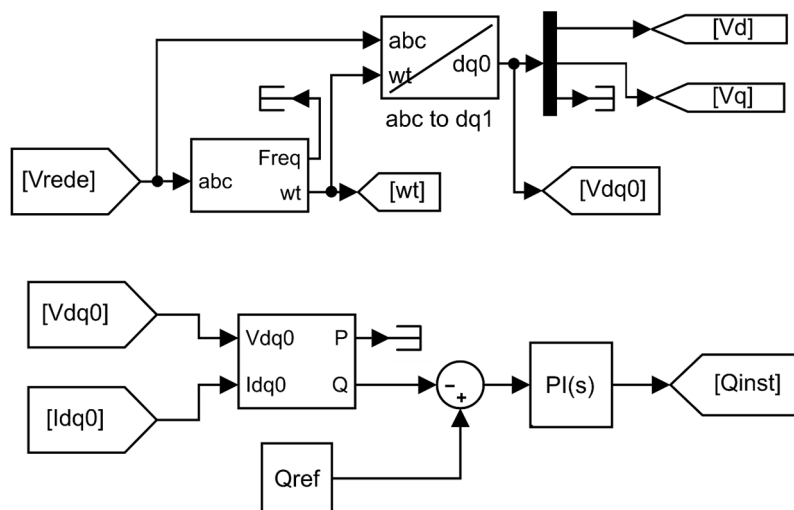 [Vd]
abc
wt
dq0
[Vq]
abc to dq1
Freq
[Vrede]
abc
wt
[wt]
[Vdq0]
[Vdq0]
Vdq0
P
Idq0
Q
-
+
PI(s)
[Qinst]
[Idq0]
Qref